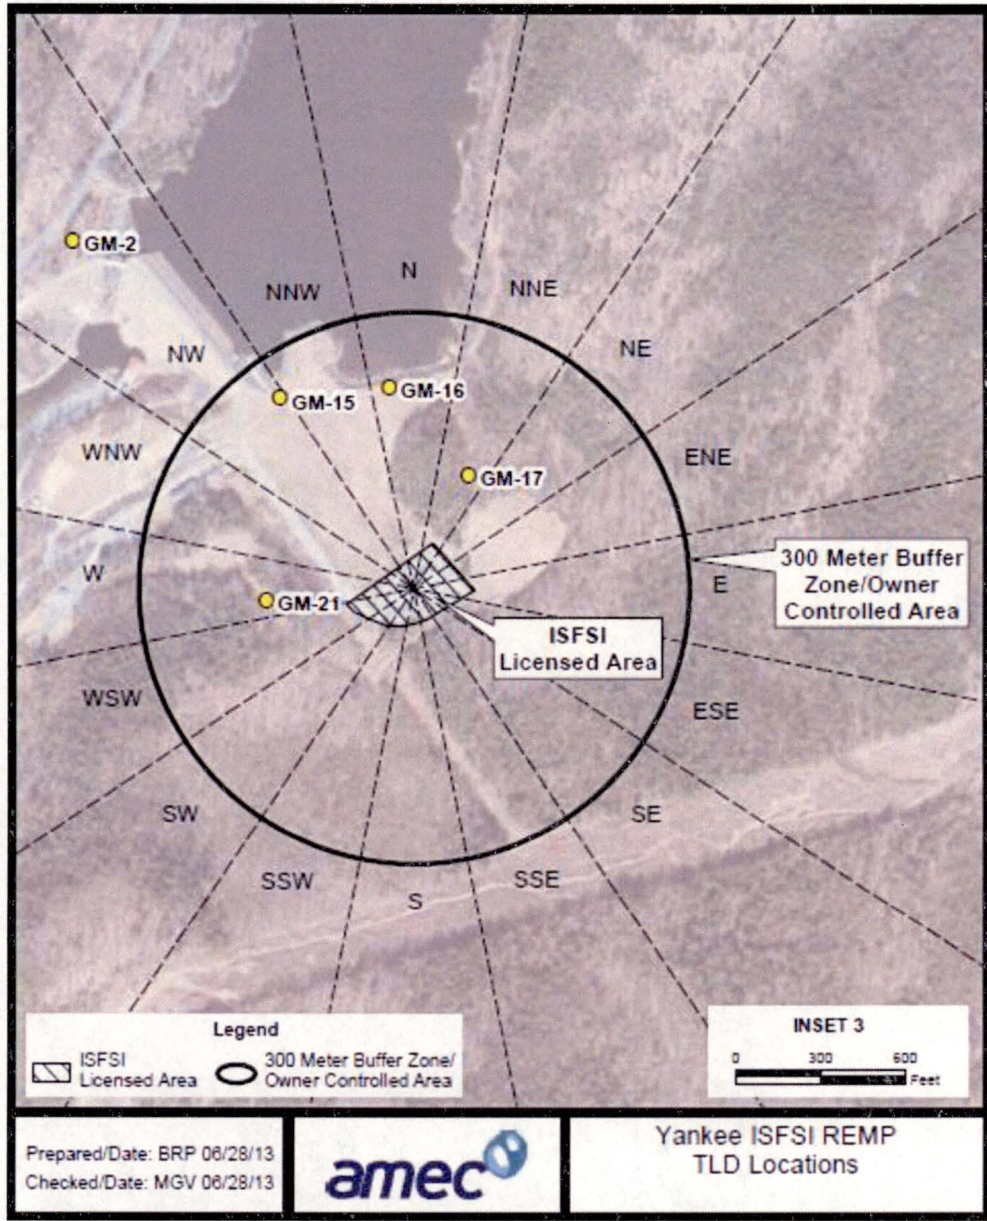 GM-2
N
NNW
NNE
NW
NE
GM-15
GM-16
WNW
ENE
GM-17
W
E
300 Meter Buffer
Zone/Owner
Controlled Area
GM-21
ISFSI
Licensed Area
WSW
ESE
SW
SE
SSW
SSE
S
Legend
ISFSI
Licensed Area
300 Meter Buffer Zone/
Owner Controlled Area
INSET 3
0 300 600
Feet
Prepared/Date: BRP 06/28/13
Checked/Date: MGV 06/28/13
amec
Yankee ISFSI REMP
TLD Locations